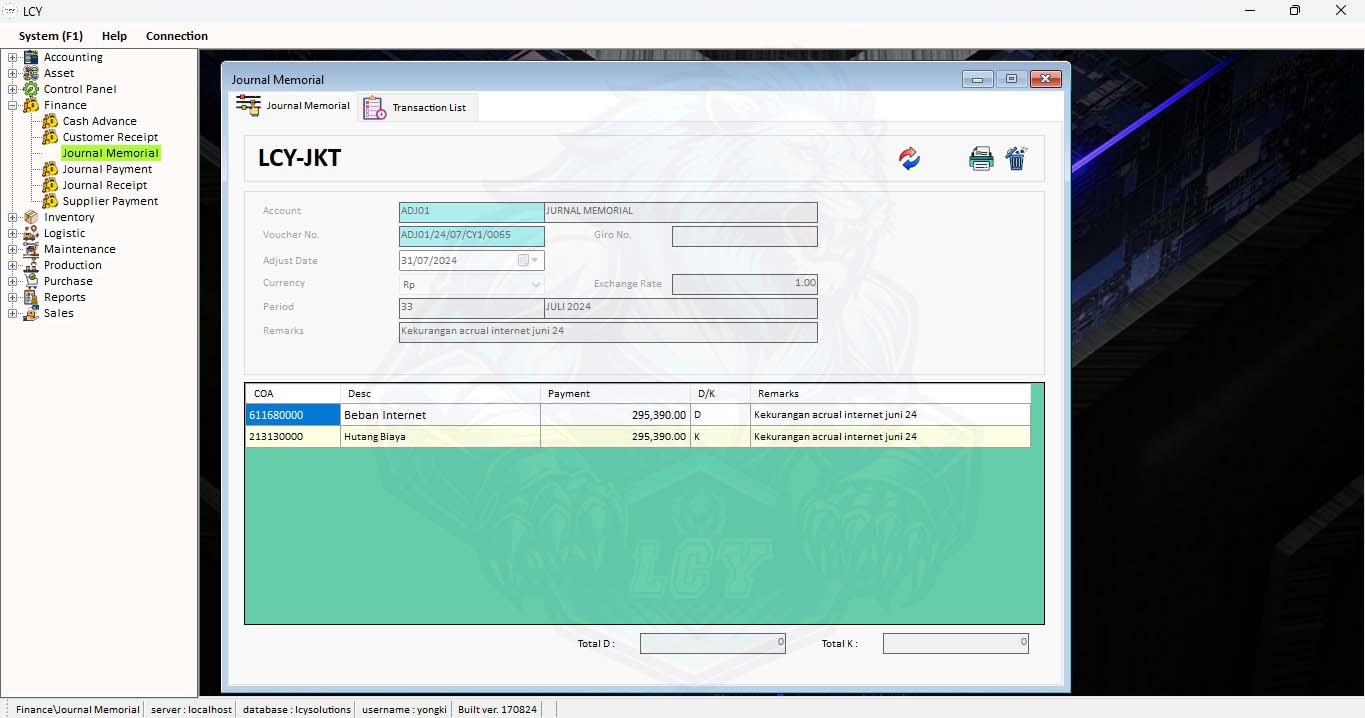 LCY
System (F1) Help Connection
Accounting
Asset
Control Panel
Finance
Cash Advance
Customer Receipt
Journal Memorial
Journal Payment
Journal Receipt
Supplier Payment
Inventory
Logistic
Maintenance
Production
Purchase
Reports
Sales
Journal Memorial
Journal Memorial Transaction List
LCY-JKT
Account ADJ01 JURNAL MEMORIAL
Voucher No. ADJ01/24/07/CY1/0065 Giro No.
Adjust Date 31/07/2024
Currency Rp Exchange Rate 1.00
Period 33 JULI 2024
Remarks Kekurangan acrual internet juni 24
COA Desc Payment D/K Remarks
611680000 Beban Internet 295,390.00 D Kekurangan acrual internet juni 24
213130000 Hutang Biaya 295,390.00 K Kekurangan acrual internet juni 24
LCY
Total D : 0 Total K : 0
Finance\Journal Memorial server : localhost database : lcysolutions username : yongki Built ver. 170824